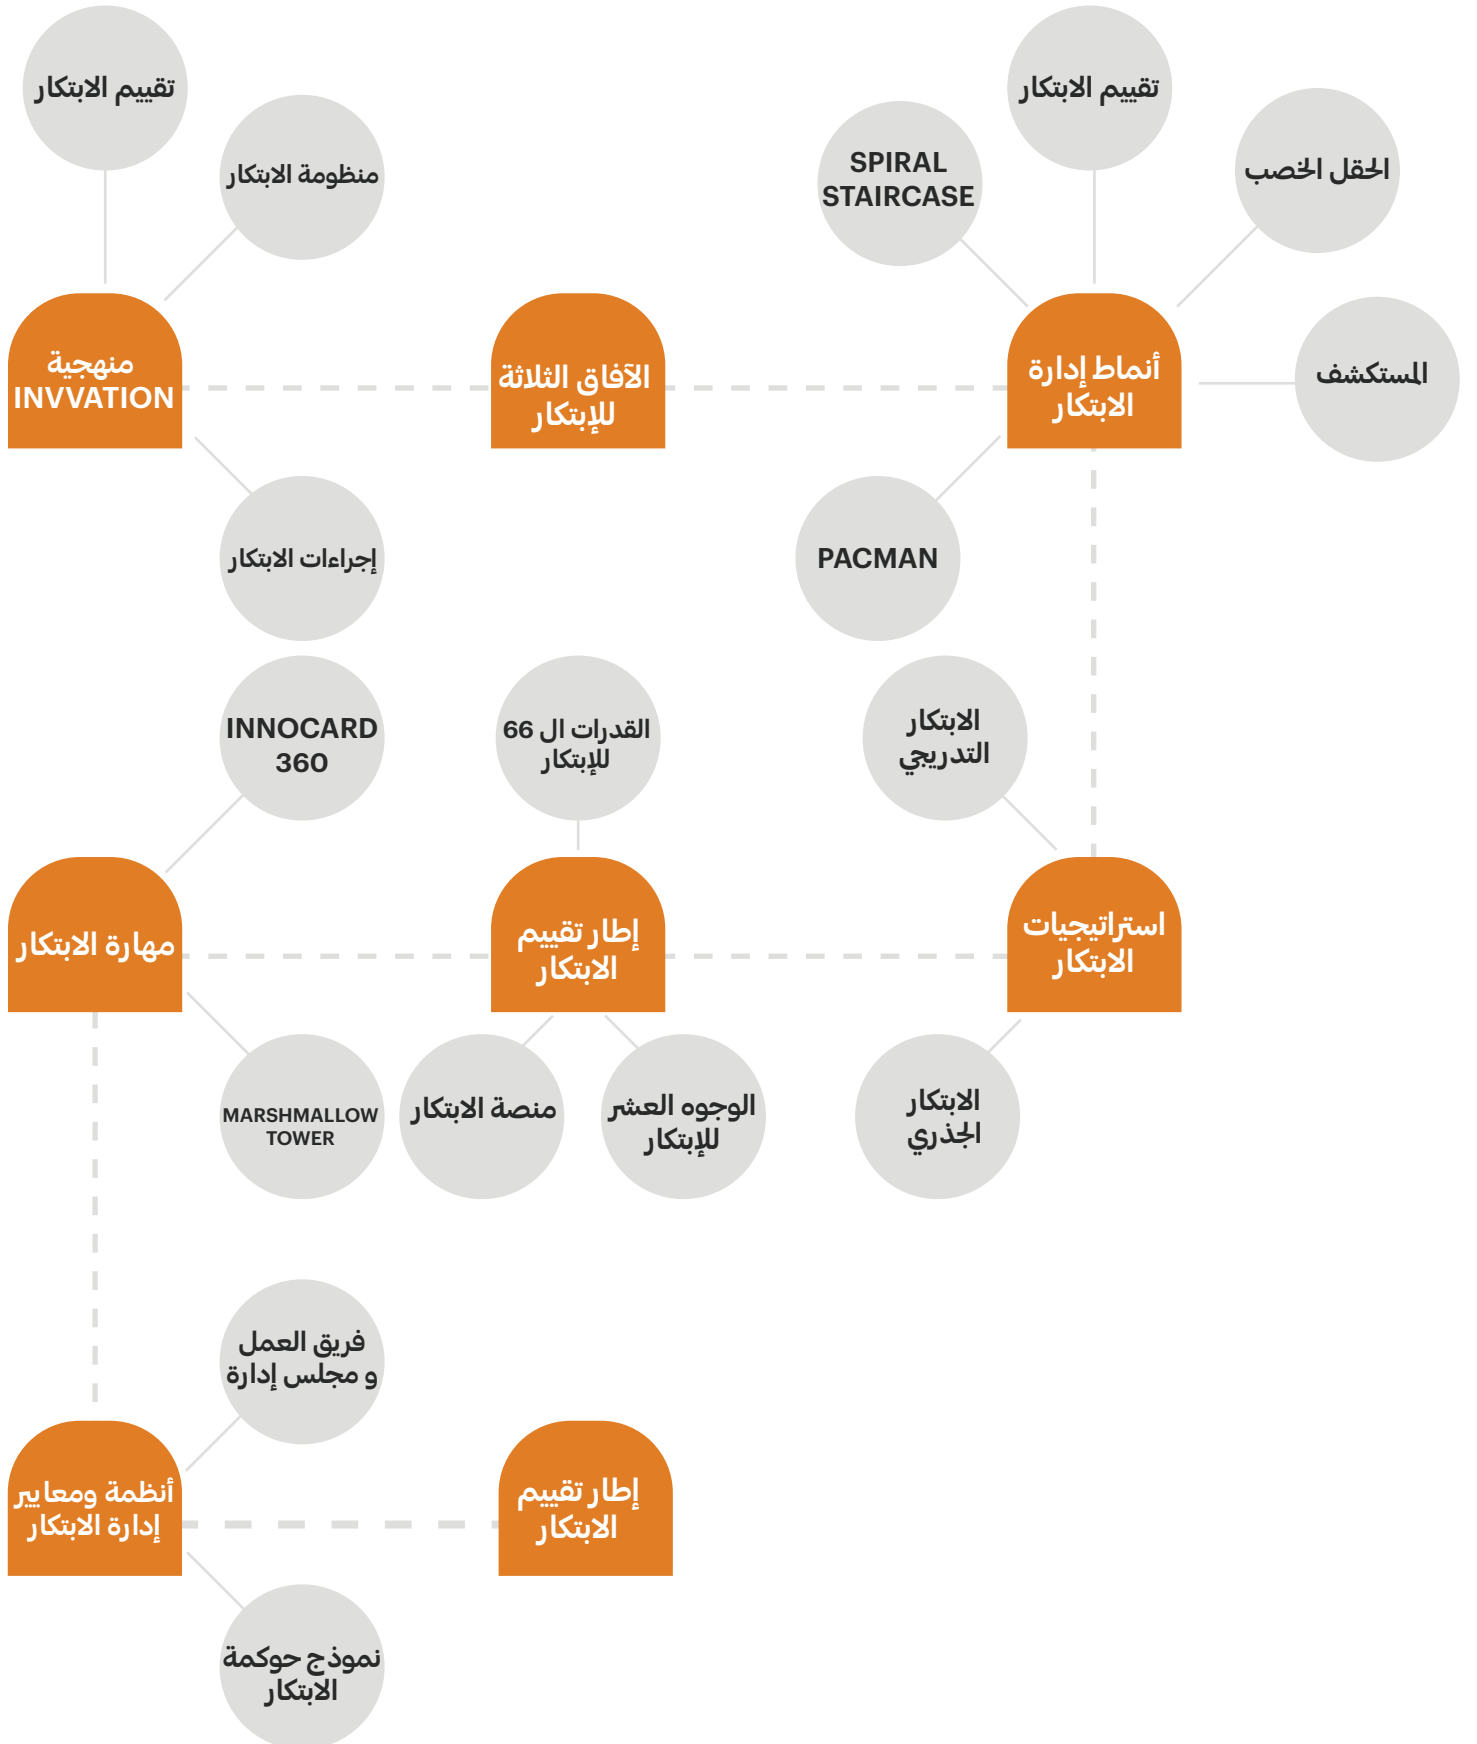 تقييم الابتكار
تقييم الابتكار
منظومة الابتكار
SPIRAL
STAIRCASE
الحقل الخصب
منهجية
INVVATION
الآفاق الثلاثة
للإبتكار
أنماط إدارة
الابتكار
المستكشف
إجراءات الابتكار
PACMAN
INNOCARD
360
القدرات ال 66
للإبتكار
الابتكار
التدريجي
مهارة الابتكار
إطار تقييم
الابتكار
استراتيجيات
الابتكار
MARSHMALLOW
TOWER
منصة الابتكار
الوجوه العشر
للإبتكار
الابتكار
الجذري
فريق العمل
و مجلس إدارة
أنظمة ومعايير
إدارة الابتكار
إطار تقييم
الابتكار
نموذج حوكمة
الابتكار